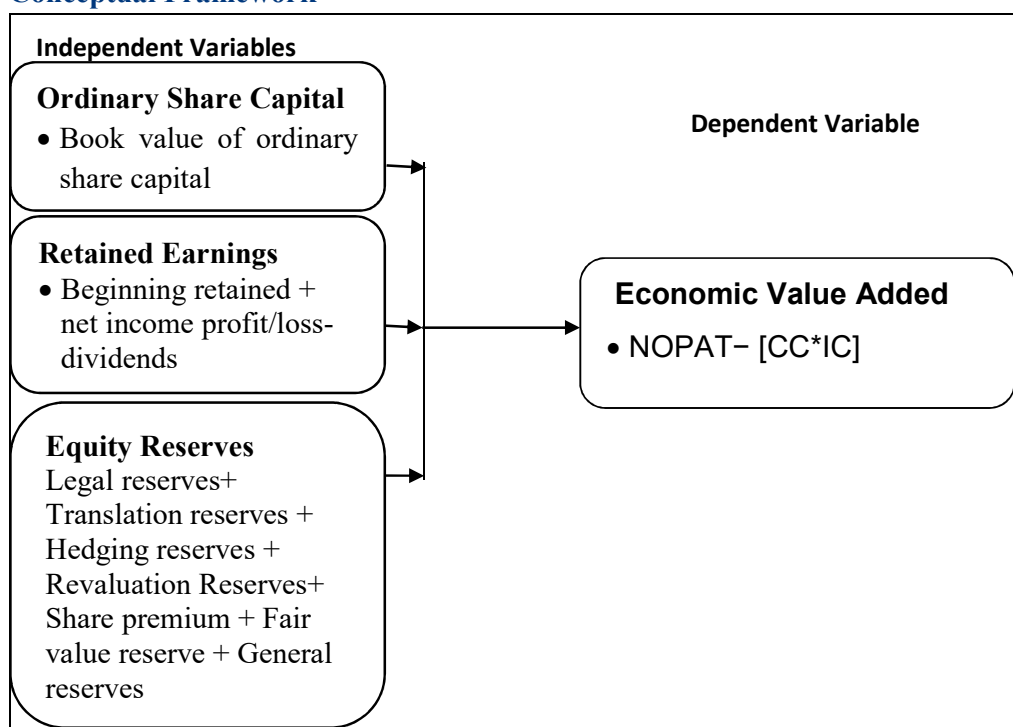 Conceptual Framework
Independent Variables
Ordinary Share Capital
• Book value of ordinary
share capital
Dependent Variable
Retained Earnings
• Beginning retained +
net income profit/loss-
dividends
Economic Value Added
• NOPAT− [CC*IC]
Equity Reserves
Legal reserves+
Translation reserves +
Hedging reserves +
Revaluation Reserves+
Share premium + Fair
value reserve + General
reserves